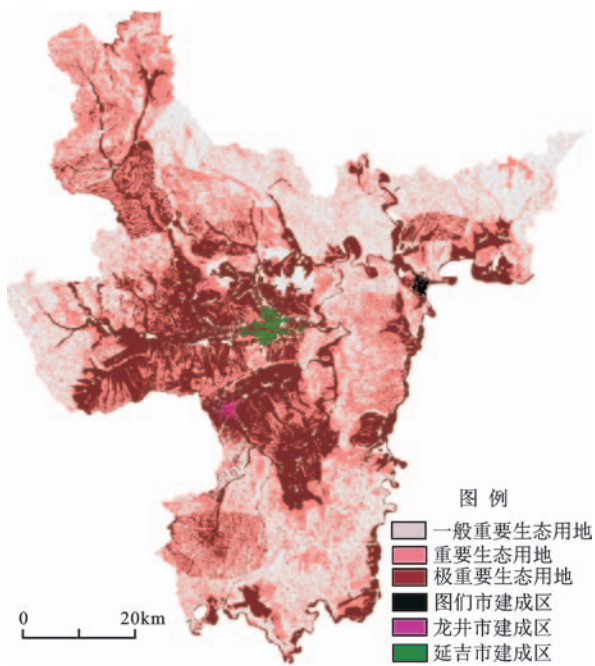 图 例
一般重要生态用地
重要生态用地
极重要生态用地
图们市建成区
龙井市建成区
延吉市建成区
0 20km